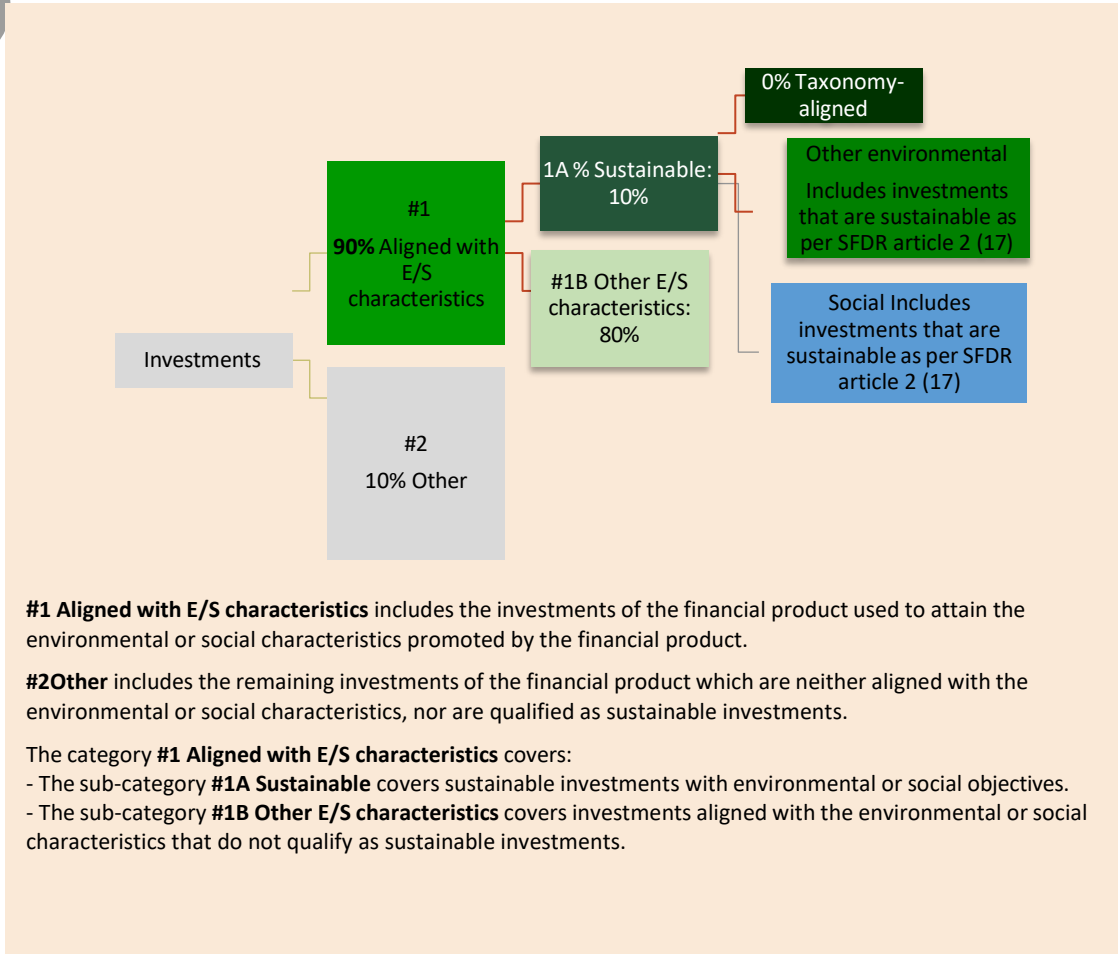 0% Taxonomy-
aligned
Other environmental
Includes investments
that are sustainable as
per SFDR article 2 (17)
1A % Sustainable:
10%
#1
90% Aligned with
E/S
characteristics
#1B Other E/S
characteristics:
80%
Social Includes
investments that are
sustainable as per SFDR
article 2 (17)
Investments
#2
10% Other
#1 Aligned with E/S characteristics includes the investments of the financial product used to attain the
environmental or social characteristics promoted by the financial product.
#2Other includes the remaining investments of the financial product which are neither aligned with the
environmental or social characteristics, nor are qualified as sustainable investments.
The category #1 Aligned with E/S characteristics covers:
- The sub-category #1A Sustainable covers sustainable investments with environmental or social objectives.
- The sub-category #1B Other E/S characteristics covers investments aligned with the environmental or social
characteristics that do not qualify as sustainable investments.